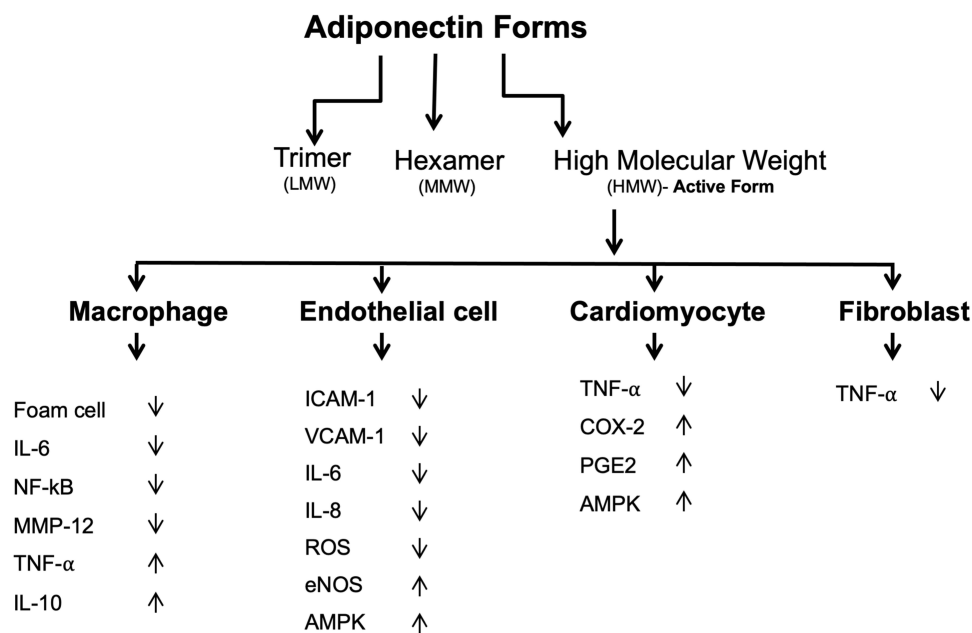 Adiponectin Forms
Trimer
(LMW)
Hexamer
(MMW)
High Molecular Weight
(HMW)- Active Form
Macrophage
Foam cell ↓
IL-6 ↓
NF-kB ↓
MMP-12 ↓
TNF-α ↑
IL-10 ↑
Endothelial cell
ICAM-1 ↓
VCAM-1 ↓
IL-6 ↓
IL-8 ↓
ROS ↓
eNOS ↑
AMPK ↑
Cardiomyocyte
TNF-α ↓
COX-2 ↑
PGE2 ↑
AMPK ↑
Fibroblast
TNF-α ↓